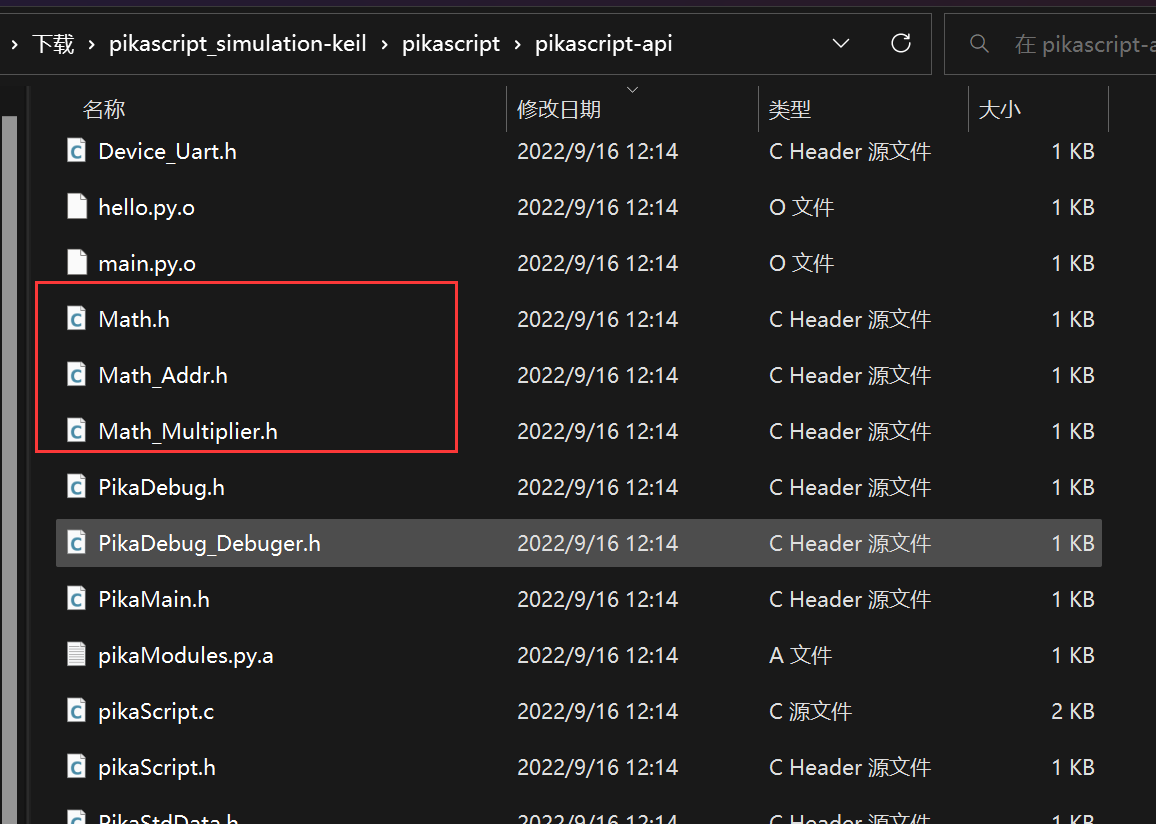 › 下载 › pikascript_simulation-keil › pikascript › pikascript-api 在 pikascript-a
名称 修改日期 类型 大小
Device_Uart.h 2022/9/16 12:14 C Header 源文件 1 KB
hello.py.o 2022/9/16 12:14 O 文件 1 KB
main.py.o 2022/9/16 12:14 O 文件 1 KB
Math.h 2022/9/16 12:14 C Header 源文件 1 KB
Math_Addr.h 2022/9/16 12:14 C Header 源文件 1 KB
Math_Multiplier.h 2022/9/16 12:14 C Header 源文件 1 KB
PikaDebug.h 2022/9/16 12:14 C Header 源文件 1 KB
PikaDebug_Debuger.h 2022/9/16 12:14 C Header 源文件 1 KB
PikaMain.h 2022/9/16 12:14 C Header 源文件 1 KB
pikaModules.py.a 2022/9/16 12:14 A 文件 1 KB
pikaScript.c 2022/9/16 12:14 C 源文件 2 KB
pikaScript.h 2022/9/16 12:14 C Header 源文件 1 KB
PikaStdData.h 2022/9/16 12:14 C Header 源文件 1 KB